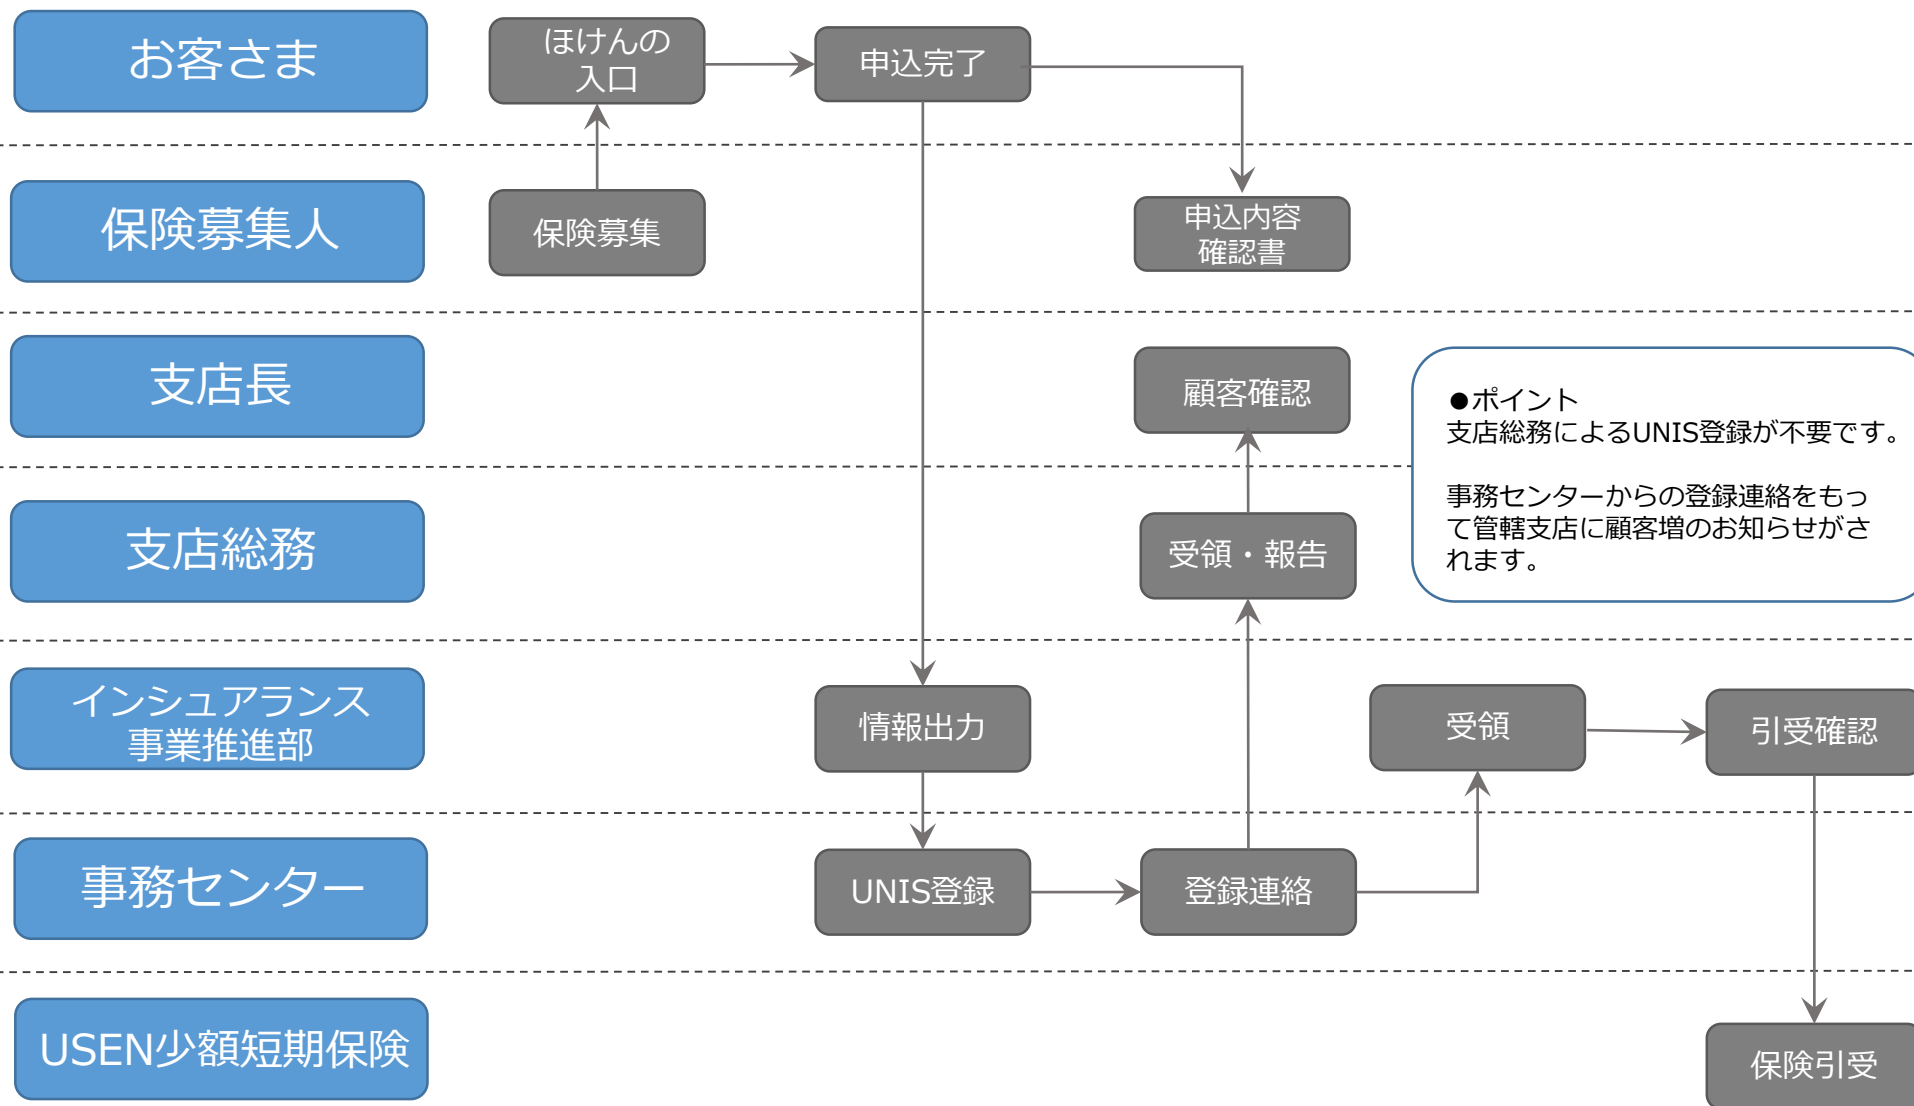 お客さま
ほけんの
入口
申込完了
保険募集人
保険募集
申込内容
確認書
支店長
顧客確認
●ポイント
支店総務によるUNIS登録が不要です。
事務センターからの登録連絡をもっ
て管轄支店に顧客増のお知らせがさ
れます。
支店総務
受領・報告
インシュアランス
事業推進部
情報出力
受領
引受確認
事務センター
UNIS登録
登録連絡
USEN少額短期保険
保険引受